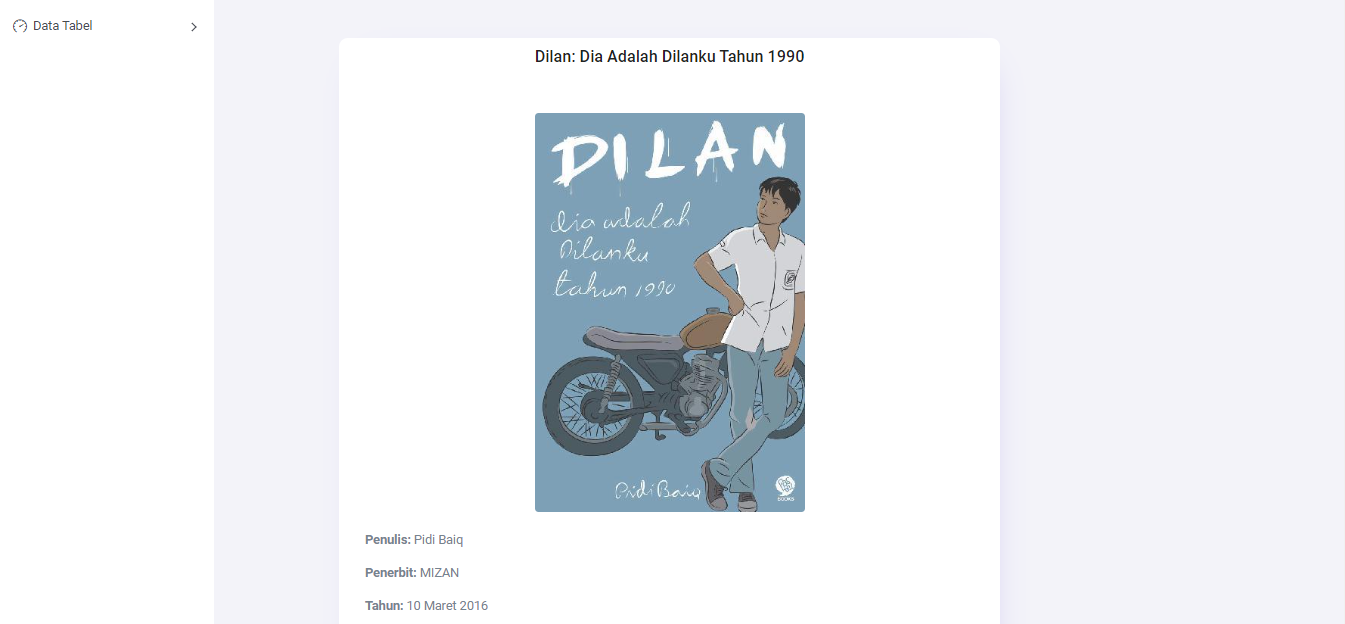 Data Tabel
Dilan: Dia Adalah Dilanku Tahun 1990
DILAN
dia adalah
Dilanku
tahun 1990
Pidi Baiq
BOOKS
Penulis: Pidi Baiq
Penerbit: MIZAN
Tahun: 10 Maret 2016